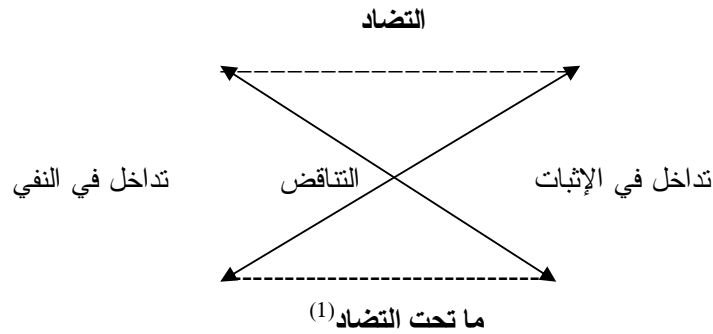 التضاد
تداخل في الإثبات
التناقض
تداخل في النفي
ما تحت التضاد(1)